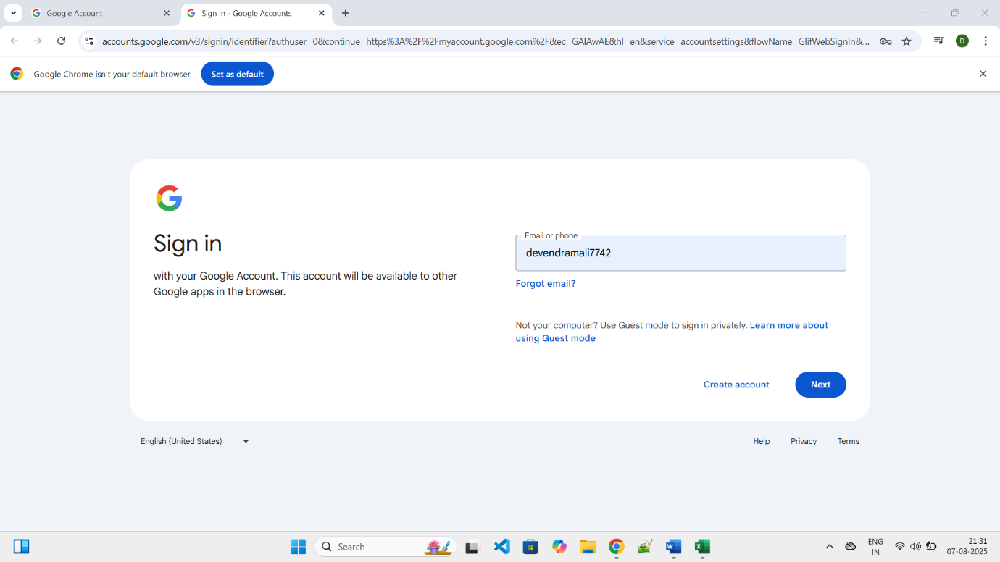 Google Account
Sign in - Google Accounts
accounts.google.com/v3/signin/identifier?authuser=0&continue=https%3A%2F%2Fmyaccount.google.com%2F&ec=GAlAwAE&hl=en&service=accountsettings&flowName=GlifWebSignIn&...
D
Google Chrome isn't your default browser
Set as default
Sign in
with your Google Account. This account will be available to other
Google apps in the browser.
Email or phone
devendramali7742
Forgot email?
Not your computer? Use Guest mode to sign in privately. Learn more about
using Guest mode
Create account
Next
English (United States)
Help
Privacy
Terms
Search
ENG
IN
21:31
07-08-2025